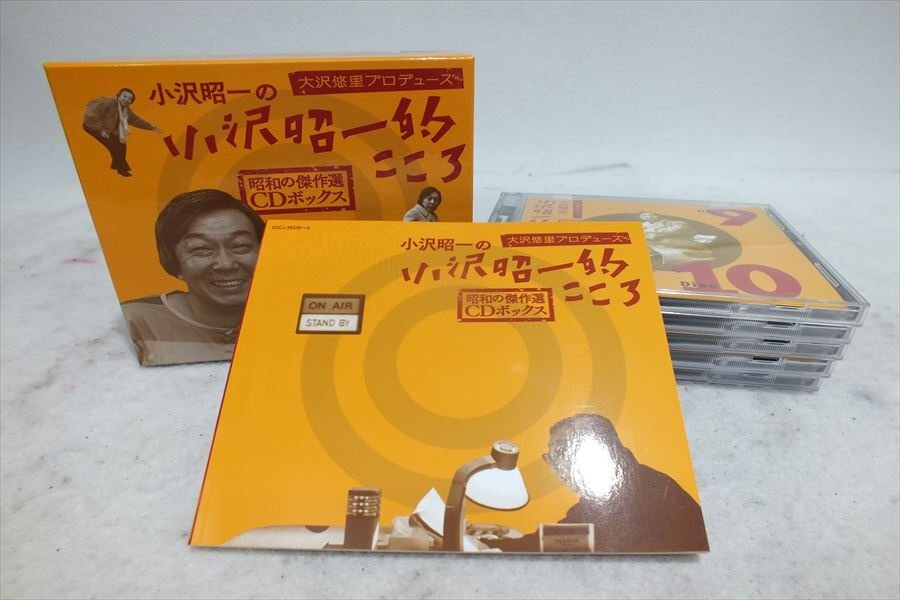 大沢悠里プロデュース
小沢昭一の
小沢昭一的
こころ
昭和の傑作選
CDボックス
大沢悠里プロデュース
小沢昭一の
小沢昭一的
こころ
昭和の傑作選
CDボックス
ON AIR
STAND BY
9
Disc 10